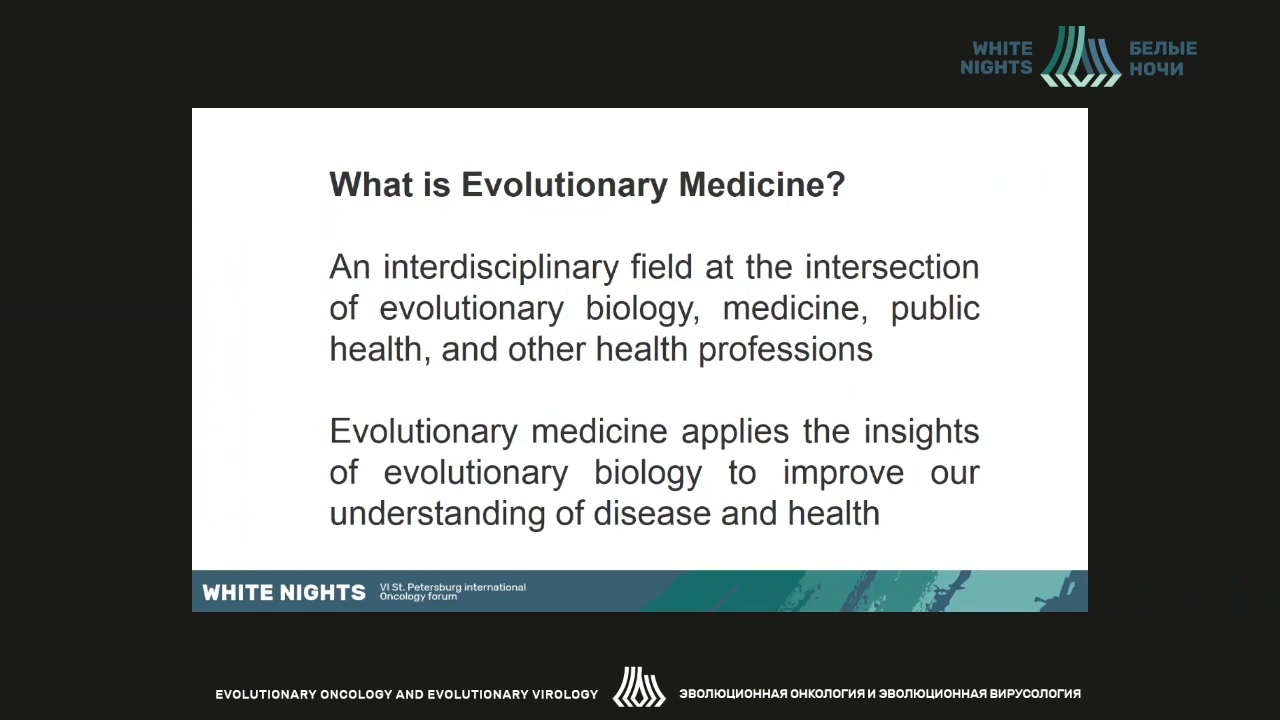 WHITE
NIGHTS
БЕЛЫЕ
НОЧИ
What is Evolutionary Medicine?
An interdisciplinary field at the intersection
of evolutionary biology, medicine, public
health, and other health professions
Evolutionary medicine applies the insights
of evolutionary biology to improve our
understanding of disease and health
WHITE NIGHTS
VI St. Petersburg international
Oncology forum
EVOLUTIONARY ONCOLOGY AND EVOLUTIONARY VIROLOGY
ЭВОЛЮЦИОННАЯ ОНКОЛОГИЯ И ЭВОЛЮЦИОННАЯ ВИРУСОЛОГИЯ